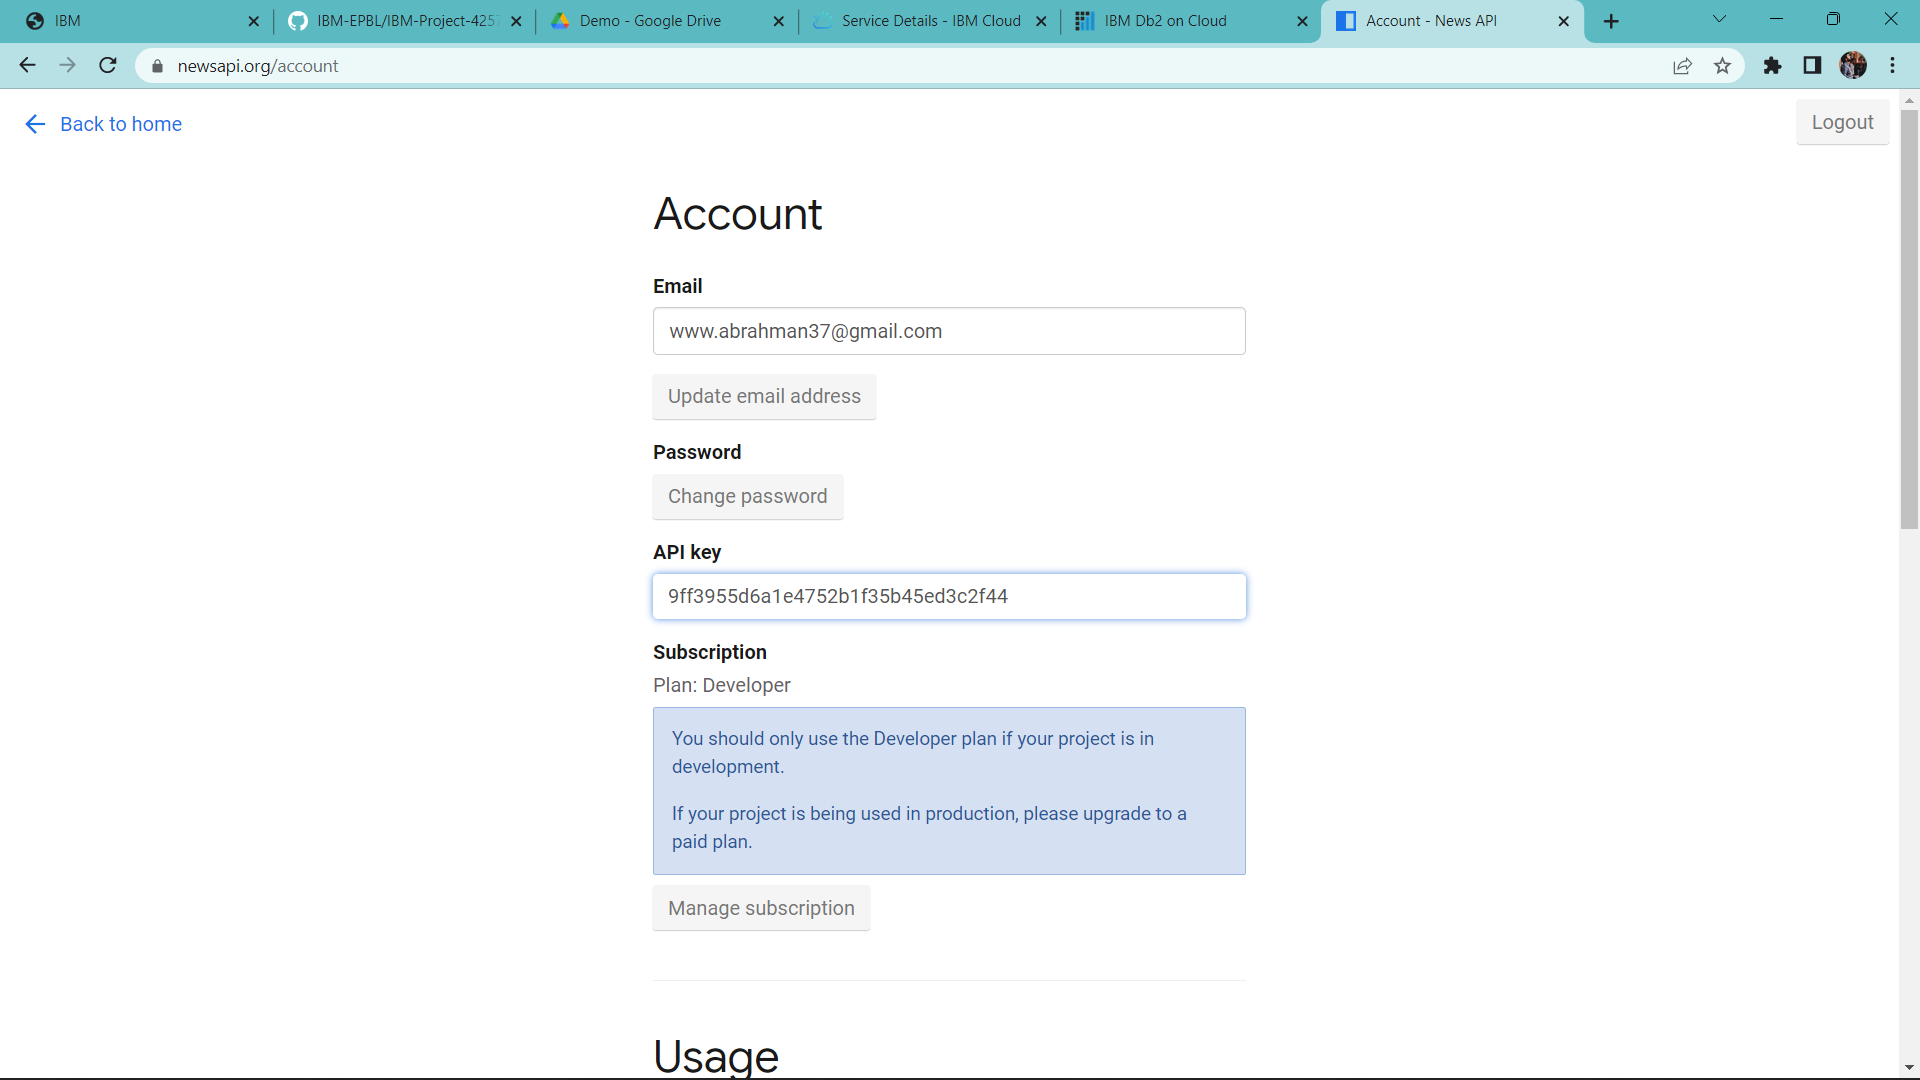 IBM
IBM-EPBL/IBM-Project-4257
Demo - Google Drive
Service Details - IBM Cloud
IBM Db2 on Cloud
Account - News API
newsapi.org/account
Back to home
Logout
Account
Email
www.abrahman37@gmail.com
Update email address
Password
Change password
API key
9ff3955d6a1e4752b1f35b45ed3c2f44
Subscription
Plan: Developer
You should only use the Developer plan if your project is in
development.
If your project is being used in production, please upgrade to a
paid plan.
Manage subscription
Usage